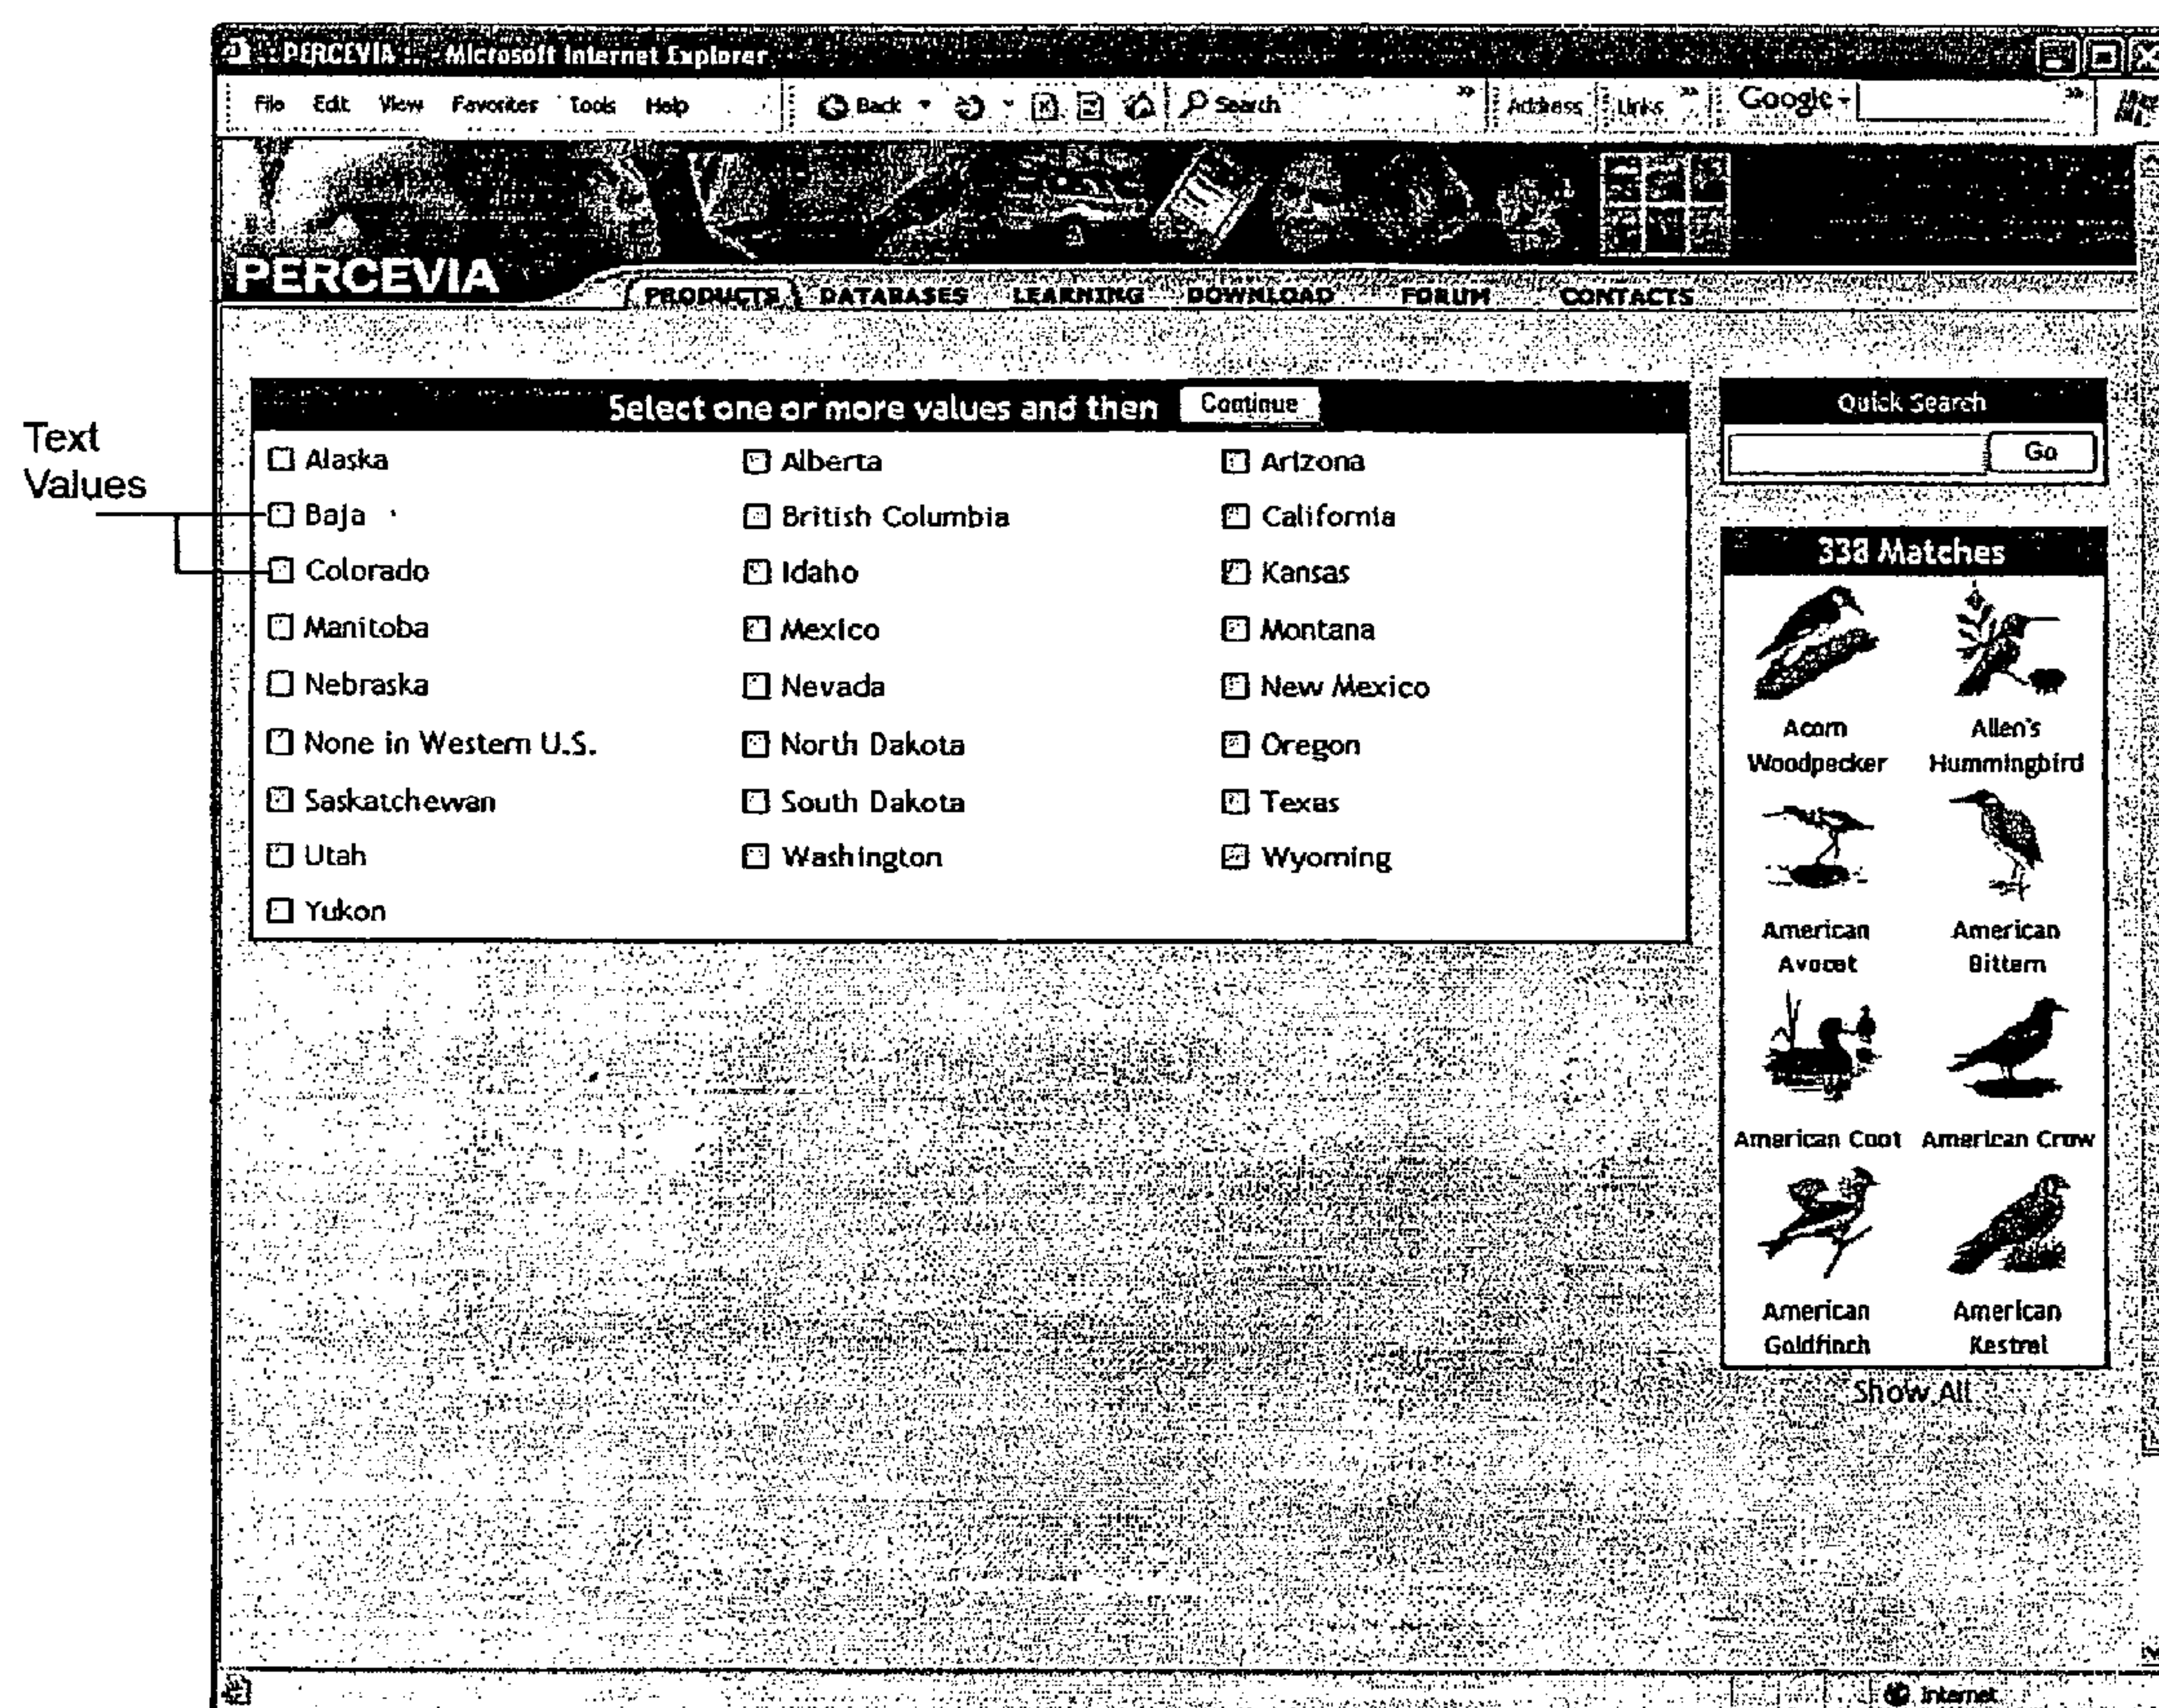 .: PERCEVIA :. - Microsoft Internet Explorer
File Edit View Favorites Tools Help Back Search Address Links Google
PERCEVIA
PRODUCTS DATABASES LEARNING DOWNLOAD FORUM CONTACTS
Text
Values
Select one or more values and then Continue
Alaska Alberta Arizona
Baja British Columbia California
Colorado Idaho Kansas
Manitoba Mexico Montana
Nebraska Nevada New Mexico
None in Western U.S. North Dakota Oregon
Saskatchewan South Dakota Texas
Utah Washington Wyoming
Yukon
Quick Search
Go
338 Matches
Acorn Allen's
Woodpecker Hummingbird
American American
Avocet Bittern
American Coot American Crow
American American
Goldfinch Kestrel
Show All
Internet